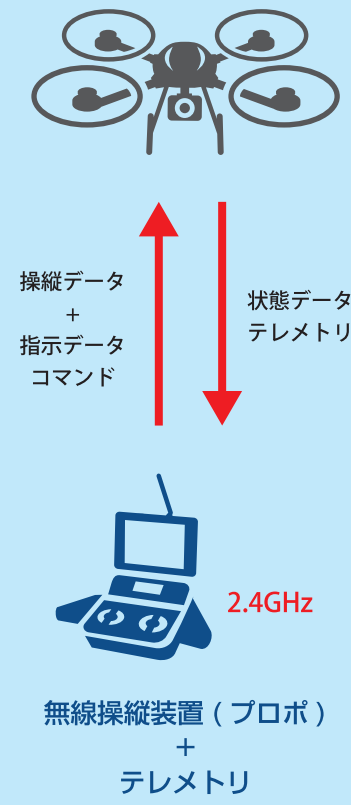 操縦データ
+
指示データ
コマンド
状態データ
テレメトリ
2.4GHz
無線操縦装置 ( プロポ )
+
テレメトリ